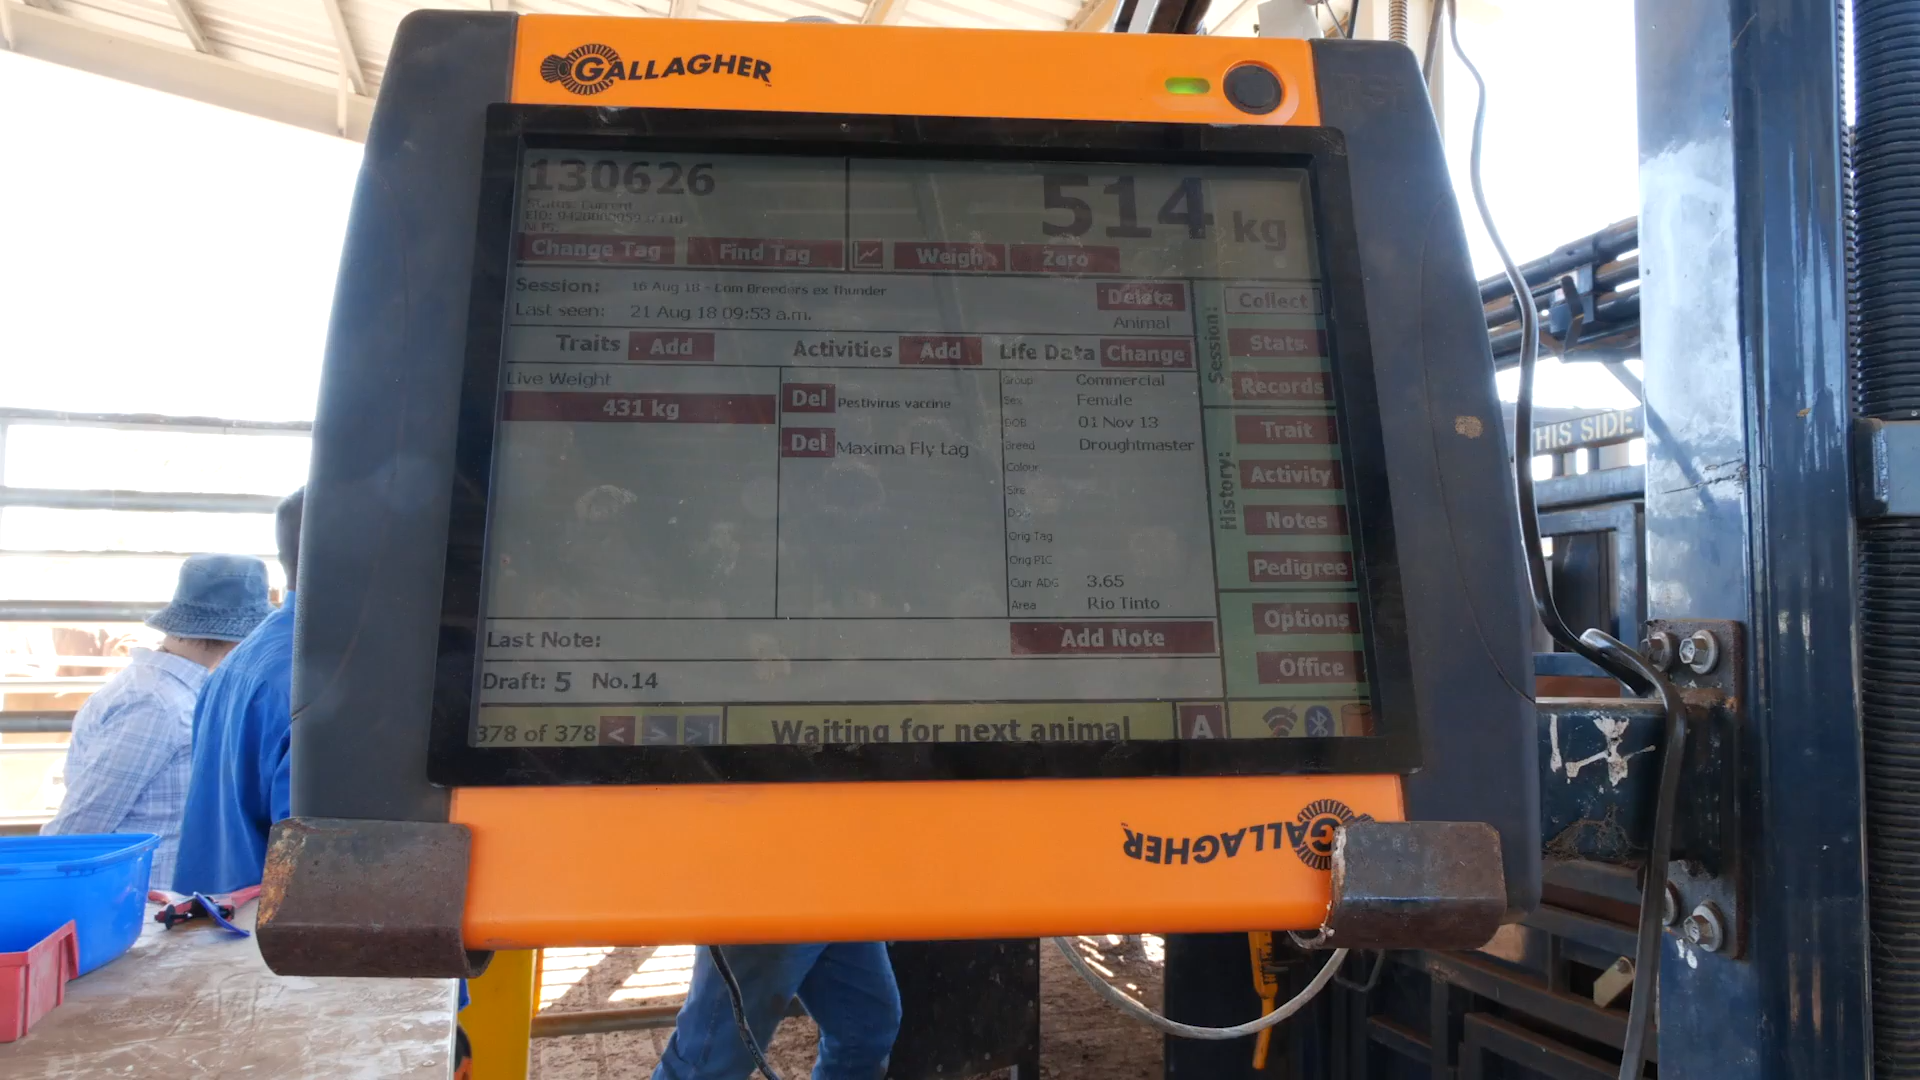 GALLAGHER
130626
514 kg
Status: Current
Change Tag Find Tag Weigh Zero
Session: 16 Aug 18 - Com Breeders ex Thunder Delete
Last seen: 21 Aug 18 09:53 a.m. Animal
Traits Add Activities Add Life Data Change
Live Weight
431 kg
Del Pestivirus vaccine
Del Maxima Fly tag
Group Commercial
Sex Female
DOB 01 Nov 13
Breed Droughtmaster
Colour
Sire
Dam
Orig Tag
Orig PIC
Curr ADG 3.65
Area Rio Tinto
Session:
Collect
Stats
Records
History:
Trait
Activity
Notes
Pedigree
Options
Office
Last Note: Add Note
Draft: 5 No.14
378 of 378 < > >| Waiting for next animal A
GALLAGHER
HIS SIDE